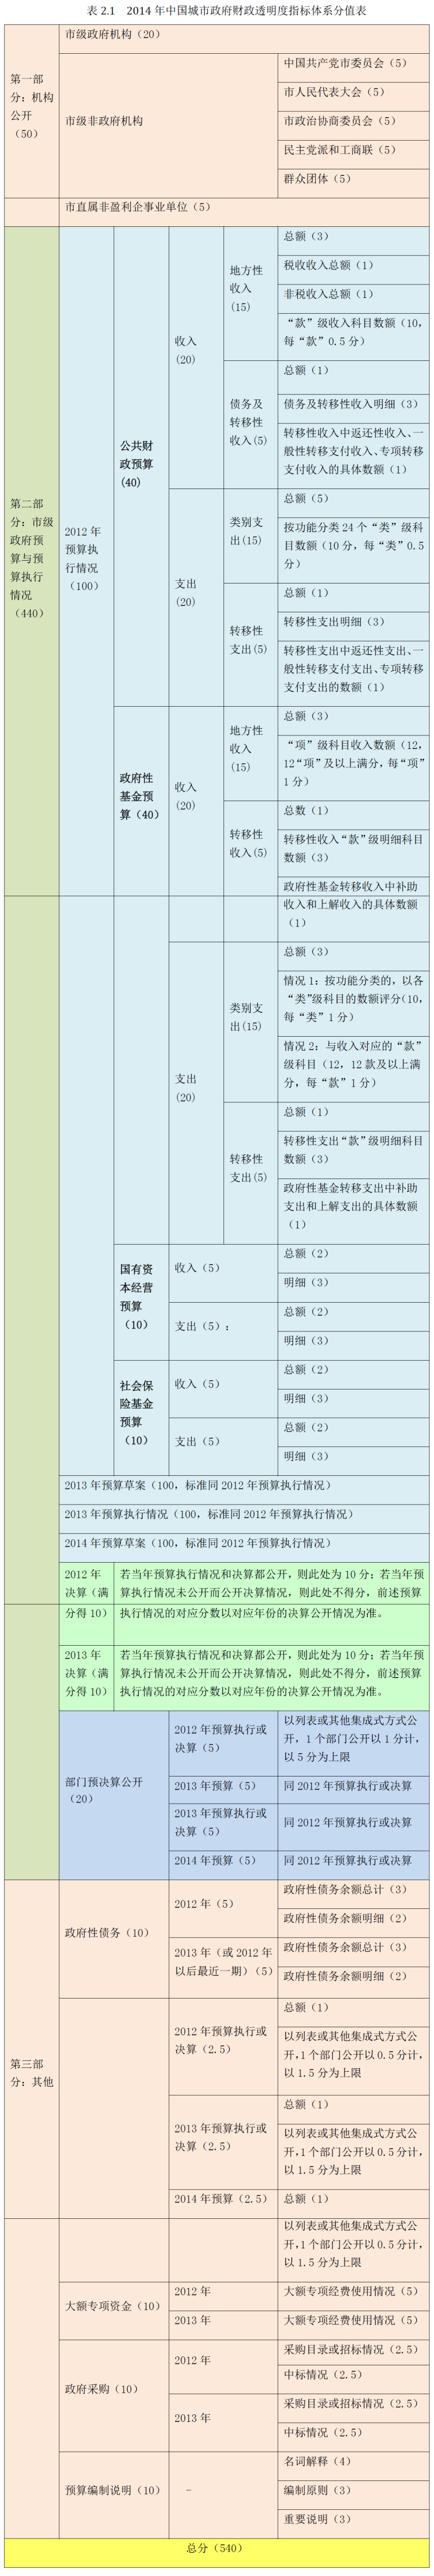 表 2.1 2014 年中国城市政府财政透明度指标体系分值表
第一部
分：机构
公开
（50）
市级政府机构（20）
市级非政府机构
中国共产党市委员会（5）
市人民代表大会（5）
市政治协商委员会（5）
民主党派和工商联（5）
群众团体（5）
市直属非盈利企事业单位（5）
第二部
分：市级
政府预
算与预
算执行
情况
（440）
2012 年
预算执
行情况
（100）
公共财
政预算
(40)
收入
(20)
地方性
收入
(15)
总额（3）
税收收入总额（1）
非税收入总额（1）
“款”级收入科目数额（10，
每“款”0.5 分）
债务及
转移性
收入(5)
总额（1）
债务及转移性收入明细（3）
转移性收入中返还性收入、一
般性转移支付收入、专项转移
支付收入的具体数额（1）
支出
(20)
类别支
出(15)
总额（5）
按功能分类 24 个“类”级科
目数额（10 分，每“类”0.5
分）
转移性
支出(5)
总额（1）
转移性支出明细（3）
转移性支出中返还性支出、一
般性转移支付支出、专项转移
支付支出的数额（1）
政府性
基金预
算（40）
收入
(20)
地方性
收入
(15)
总额（3）
“项”级科目收入数额（12，
12“项”及以上满分，每“项”
1 分）
转移性
收入(5)
总数（1）
转移性收入“款”级明细科目
数额（3）
政府性基金转移收入中补助
收入和上解收入的具体数额
（1）
支出
(20)
类别支
出(15)
总额（3）
情况 1：按功能分类的，以各
“类”级科目的数额评分（10，
每“类”1 分）
情况 2：与收入对应的“款”
级科目（12，12 款及以上满
分，每“款”1 分）
转移性
支出(5)
总额（1）
转移性支出“款”级明细科目
数额（3）
政府性基金转移支出中补助
支出和上解支出的具体数额
（1）
国有资
本经营
预算
（10）
收入（5）
总额（2）
明细（3）
支出（5）：
总额（2）
明细（3）
社会保
险基金
预算
（10）
收入（5）
总额（2）
明细（3）
支出（5）
总额（2）
明细（3）
2013 年预算草案（100，标准同 2012 年预算执行情况）
2013 年预算执行情况（100，标准同 2012 年预算执行情况）
2014 年预算草案（100，标准同 2012 年预算执行情况）
2012 年
决算（满
分得 10）
若当年预算执行情况和决算都公开，则此处为 10 分；若当年预
算执行情况未公开而公开决算情况，则此处不得分，前述预算
执行情况的对应分数以对应年份的决算公开情况为准。
2013 年
决算（满
分得 10）
若当年预算执行情况和决算都公开，则此处为 10 分；若当年预
算执行情况未公开而公开决算情况，则此处不得分，前述预算
执行情况的对应分数以对应年份的决算公开情况为准。
部门预决算公开
（20）
2012 年预算执行或
决算（5）
以列表或其他集成式方式公
开，1 个部门公开以 1 分计，
以 5 分为上限
2013 年预算（5）
同 2012 年预算执行或决算
2013 年预算执行或
决算（5）
同 2012 年预算执行或决算
2014 年预算（5）
同 2012 年预算执行或决算
第三部
分：其他
政府性债务（10）
2012 年（5）
政府性债务余额总计（3）
政府性债务余额明细（2）
2013 年（或 2012 年
以后最近一期）（5）
政府性债务余额总计（3）
政府性债务余额明细（2）
2012 年预算执行或
决算（2.5）
总额（1）
以列表或其他集成式方式公
开,1 个部门公开以 0.5 分计，
以 1.5 分为上限
2013 年预算执行或
决算（2.5）
总额（1）
以列表或其他集成式方式公
开,1 个部门公开以 0.5 分计，
以 1.5 分为上限
2014 年预算（2.5）
总额（1）
以列表或其他集成式方式公
开,1 个部门公开以 0.5 分计，
以 1.5 分为上限
大额专项资金（10）
2012 年
大额专项经费使用情况（5）
2013 年
大额专项经费使用情况（5）
政府采购（10）
2012 年
采购目录或招标情况（2.5）
中标情况（2.5）
2013 年
采购目录或招标情况（2.5）
中标情况（2.5）
预算编制说明（10）
–
名词解释（4）
编制原则（3）
重要说明（3）
总分（540）